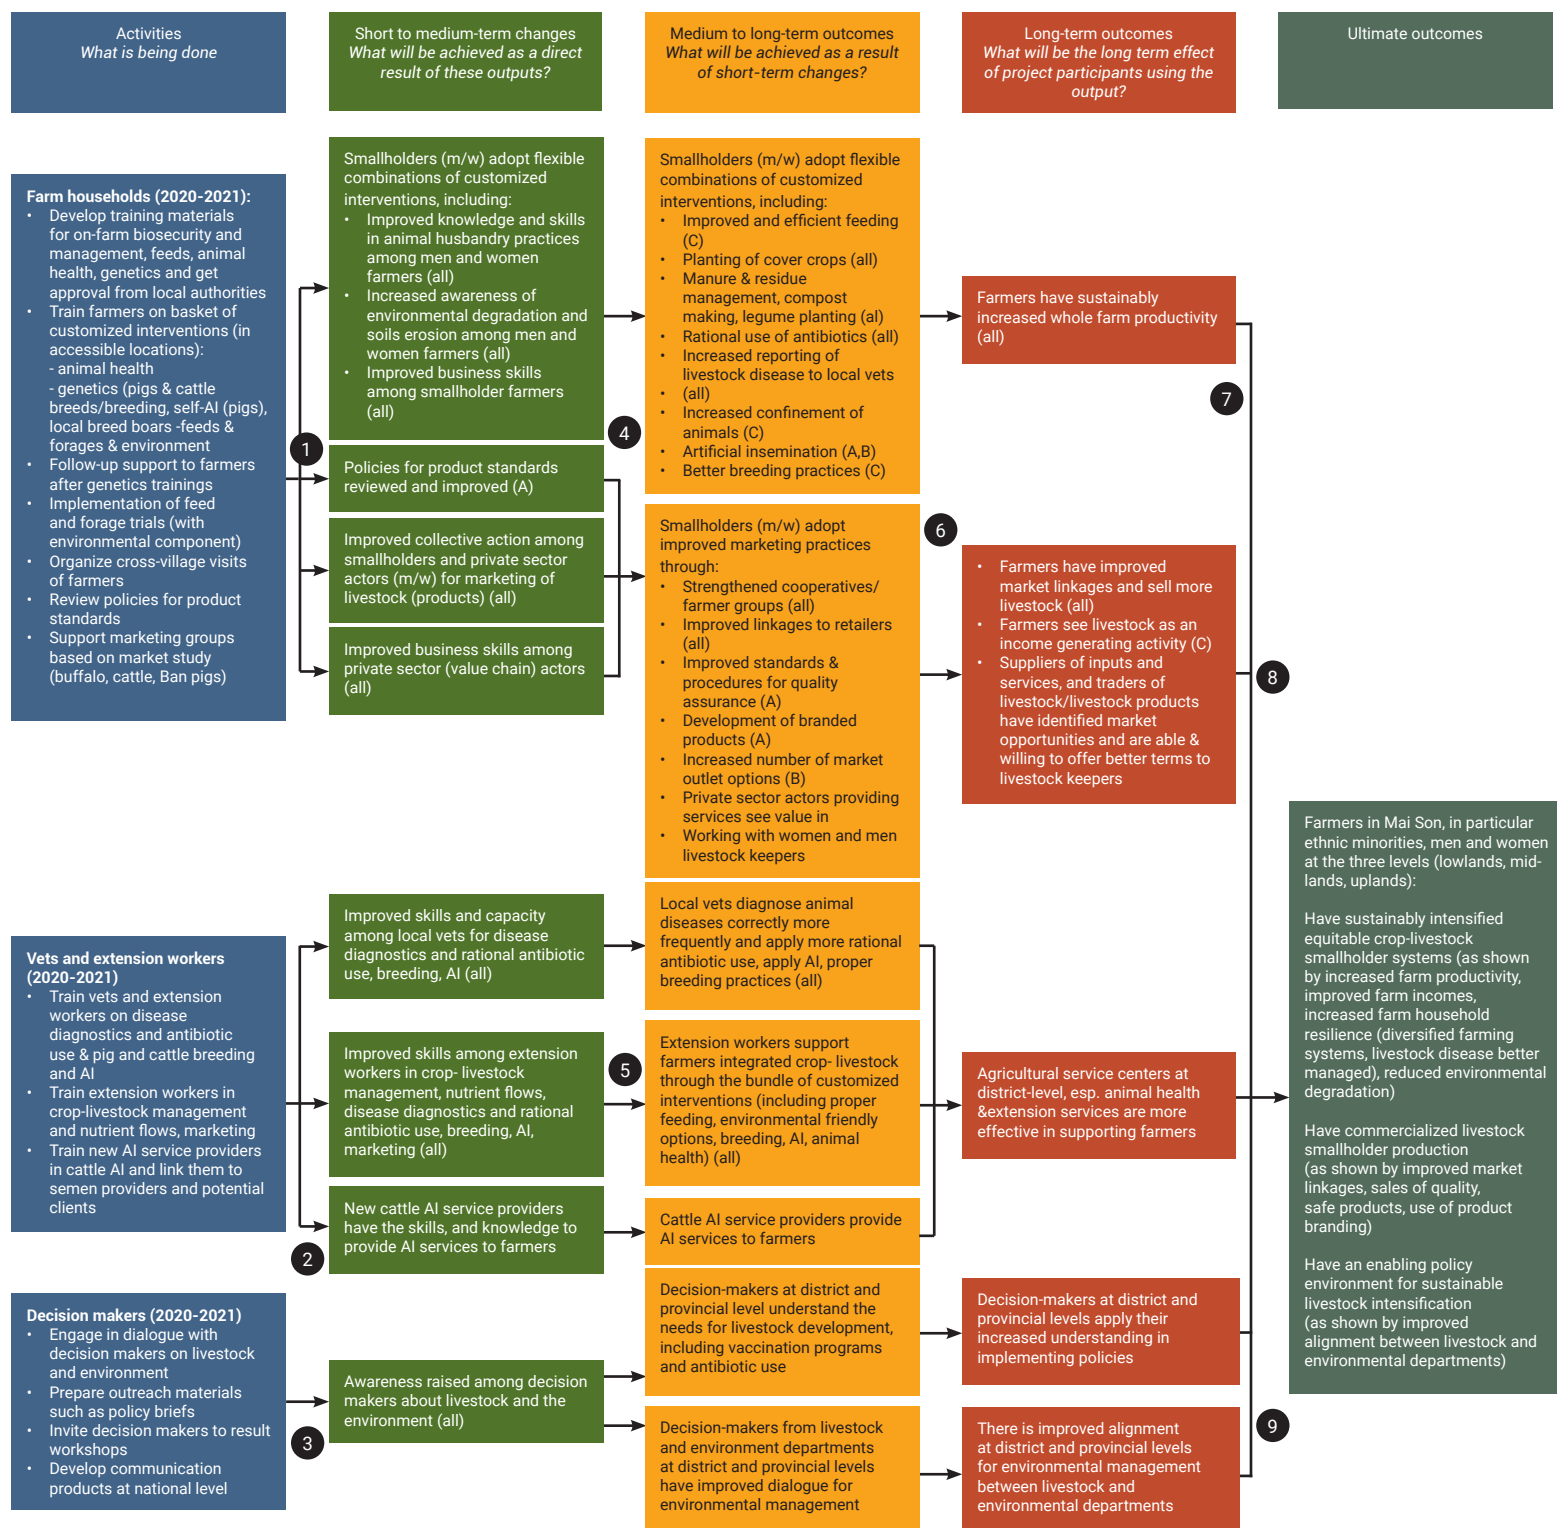 Activities
What is being done
Short to medium-term changes
What will be achieved as a direct
result of these outputs?
Medium to long-term outcomes
What will be achieved as a result
of short-term changes?
Long-term outcomes
What will be the long term effect
of project participants using the
output?
Ultimate outcomes
Farm households (2020-2021):
• Develop training materials
for on-farm biosecurity and
management, feeds, animal
health, genetics and get
approval from local authorities
• Train farmers on basket of
customized interventions (in
accessible locations):
- animal health
- genetics (pigs & cattle
breeds/breeding, self-AI (pigs),
local breed boars -feeds &
forages & environment
• Follow-up support to farmers
after genetics trainings
• Implementation of feed
and forage trials (with
environmental component)
• Organize cross-village visits
of farmers
• Review policies for product
standards
• Support marketing groups
based on market study
(buffalo, cattle, Ban pigs)
1
Smallholders (m/w) adopt flexible
combinations of customized
interventions, including:
• Improved knowledge and skills
in animal husbandry practices
among men and women
farmers (all)
• Increased awareness of
environmental degradation and
soils erosion among men and
women farmers (all)
• Improved business skills
among smallholder farmers
(all)
Policies for product standards
reviewed and improved (A)
Improved collective action among
smallholders and private sector
actors (m/w) for marketing of
livestock (products) (all)
Improved business skills among
private sector (value chain) actors
(all)
4
Smallholders (m/w) adopt flexible
combinations of customized
interventions, including:
• Improved and efficient feeding
(C)
• Planting of cover crops (all)
• Manure & residue
management, compost
making, legume planting (al)
• Rational use of antibiotics (all)
• Increased reporting of
livestock disease to local vets
• (all)
• Increased confinement of
animals (C)
• Artificial insemination (A,B)
• Better breeding practices (C)
Smallholders (m/w) adopt
improved marketing practices
through:
• Strengthened cooperatives/
farmer groups (all)
• Improved linkages to retailers
(all)
• Improved standards &
procedures for quality
assurance (A)
• Development of branded
products (A)
• Increased number of market
outlet options (B)
• Private sector actors providing
services see value in
• Working with women and men
livestock keepers
6
Farmers have sustainably
increased whole farm productivity
(all)
7
• Farmers have improved
market linkages and sell more
livestock (all)
• Farmers see livestock as an
income generating activity (C)
• Suppliers of inputs and
services, and traders of
livestock/livestock products
have identified market
opportunities and are able &
willing to offer better terms to
livestock keepers
8
Vets and extension workers
(2020-2021)
• Train vets and extension
workers on disease
diagnostics and antibiotic
use & pig and cattle breeding
and AI
• Train extension workers in
crop-livestock management
and nutrient flows, marketing
• Train new AI service providers
in cattle AI and link them to
semen providers and potential
clients
2
Improved skills and capacity
among local vets for disease
diagnostics and rational antibiotic
use, breeding, AI (all)
Improved skills among extension
workers in crop- livestock
management, nutrient flows,
disease diagnostics and rational
antibiotic use, breeding, AI,
marketing (all)
New cattle AI service providers
have the skills, and knowledge to
provide AI services to farmers
5
Local vets diagnose animal
diseases correctly more
frequently and apply more rational
antibiotic use, apply AI, proper
breeding practices (all)
Extension workers support
farmers integrated crop- livestock
through the bundle of customized
interventions (including proper
feeding, environmental friendly
options, breeding, AI, animal
health) (all)
Cattle AI service providers provide
AI services to farmers
Agricultural service centers at
district-level, esp. animal health
&extension services are more
effective in supporting farmers
Decision makers (2020-2021)
• Engage in dialogue with
decision makers on livestock
and environment
• Prepare outreach materials
such as policy briefs
• Invite decision makers to result
workshops
• Develop communication
products at national level
3
Awareness raised among decision
makers about livestock and the
environment (all)
Decision-makers at district and
provincial level understand the
needs for livestock development,
including vaccination programs
and antibiotic use
Decision-makers from livestock
and environment departments
at district and provincial levels
have improved dialogue for
environmental management
Decision-makers at district and
provincial levels apply their
increased understanding in
implementing policies
There is improved alignment
at district and provincial levels
for environmental management
between livestock and
environmental departments
9
Farmers in Mai Son, in particular
ethnic minorities, men and women
at the three levels (lowlands, mid-
lands, uplands):
Have sustainably intensified
equitable crop-livestock
smallholder systems (as shown
by increased farm productivity,
improved farm incomes,
increased farm household
resilience (diversified farming
systems, livestock disease better
managed), reduced environmental
degradation)
Have commercialized livestock
smallholder production
(as shown by improved market
linkages, sales of quality,
safe products, use of product
branding)
Have an enabling policy
environment for sustainable
livestock intensification
(as shown by improved
alignment between livestock and
environmental departments)